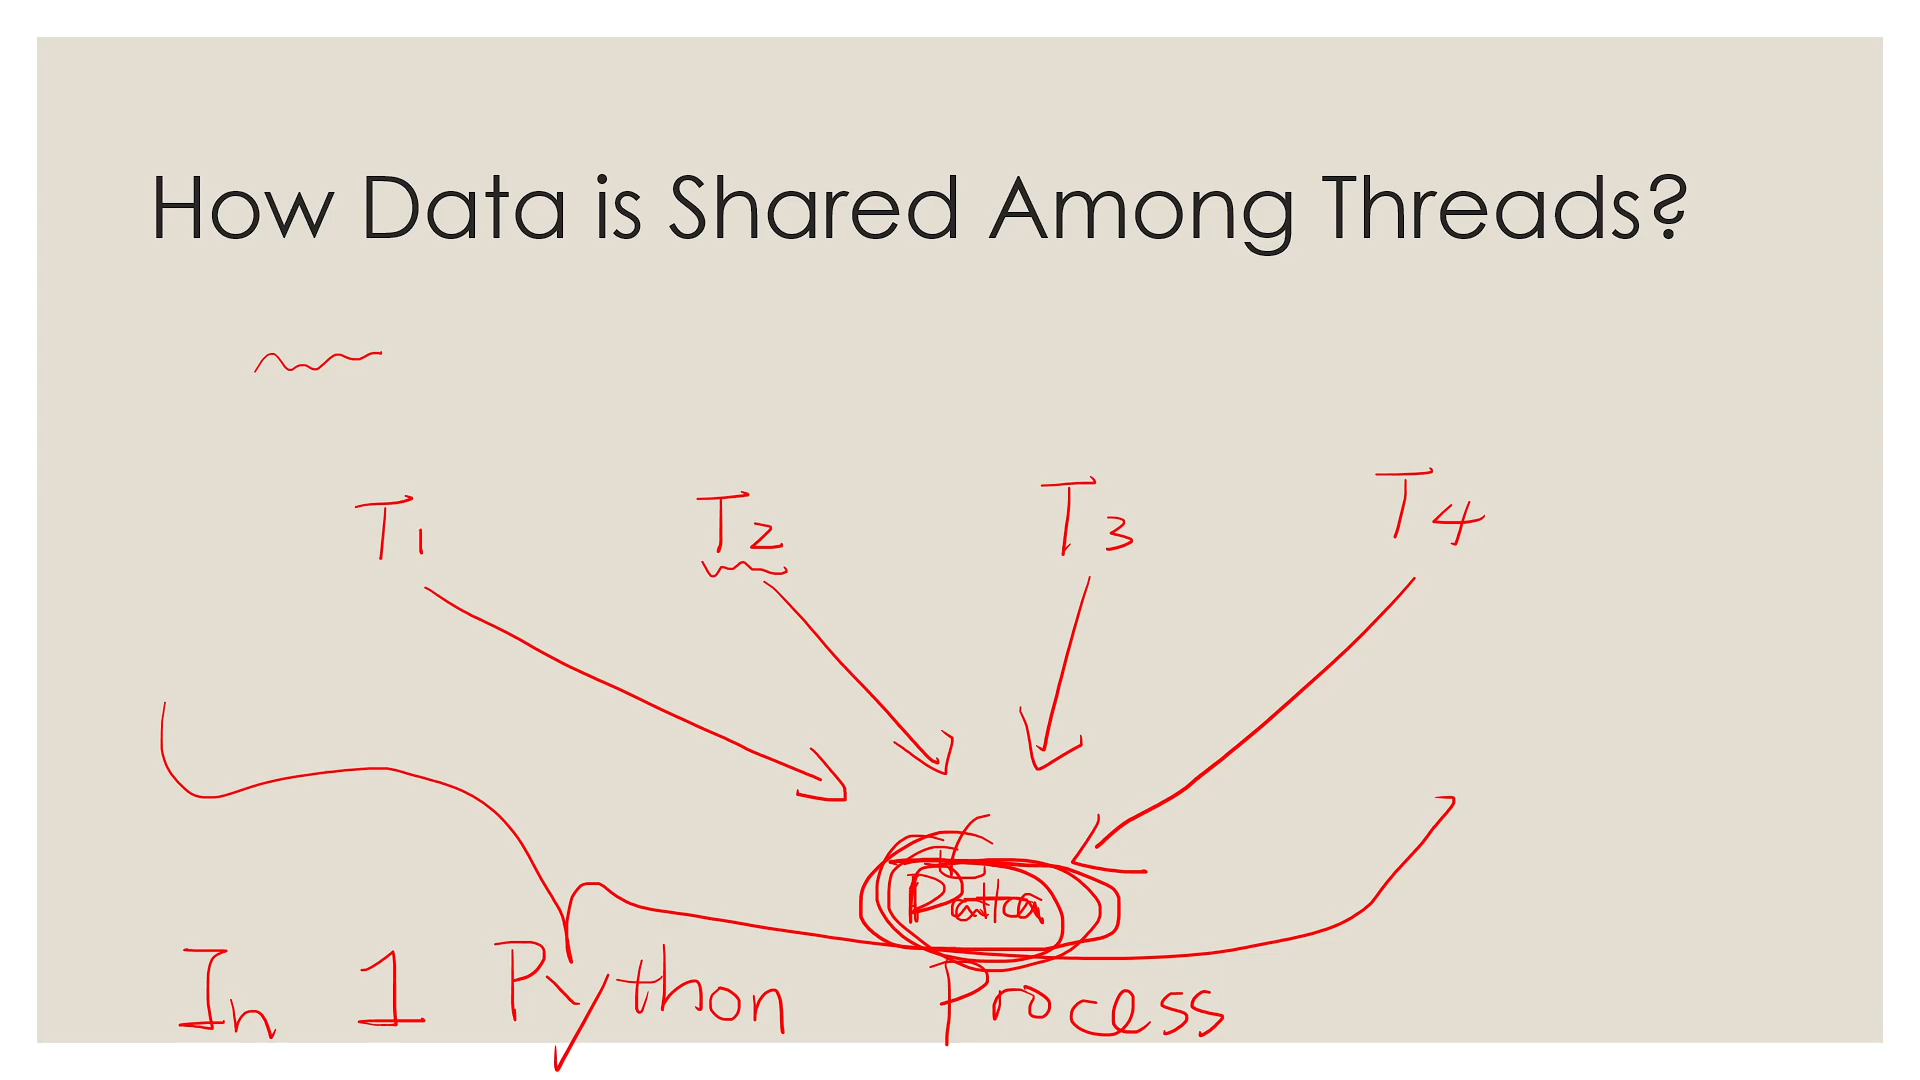 How Data is Shared Among Threads?
T1 T2 T3 T4
Data
In 1 Python Process